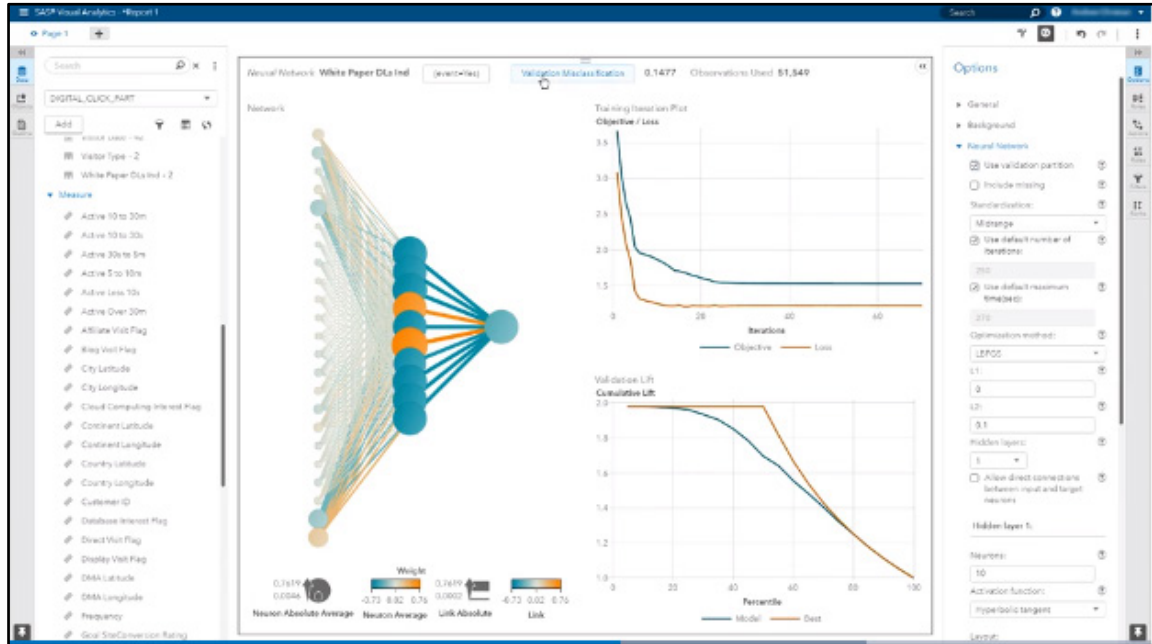 SAS® Visual Analytics - *Report 1
Search
Page 1
Search
Data
DIGITAL_CLICK_PART
Add
Visitor Type - 2
White Paper DLs Ind - 2
Measure
Active 10 to 30m
Active 10 to 30s
Active 30s to 5m
Active 5 to 10m
Active Less 10s
Active Over 30m
Affiliate Visit Flag
Bing Visit Flag
City Latitude
City Longitude
Cloud Computing Interest Flag
Continent Latitude
Continent Longitude
Country Latitude
Country Longitude
Customer ID
Database Interest Flag
Direct Visit Flag
Display Visit Flag
DMA Latitude
DMA Longitude
Frequency
Goal SiteConversion Rating
Neural Network White Paper DLs Ind (event=Yes) Validation Misclassification 0.1477 Observations Used 51,549
Network
Weight
0.7619
0.0046
Neuron Absolute Average
-0.73 0.02 0.76
Neuron Average
0.7619
0.0002
Link Absolute
-0.73 0.02 0.76
Link
Training Iteration Plot
Objective / Loss
3.5
3.0
2.5
2.0
1.5
0 20 40 60
Iterations
Objective Loss
Validation Lift
Cumulative Lift
2.0
1.8
1.6
1.4
1.2
1.0
0 20 40 60 80 100
Percentile
Model Best
Options
General
Background
Neural Network
Use validation partition
Include missing
Standardization:
Midrange
Use default number of
iterations:
Use default maximum
time(sec):
Optimization method:
LBFGS
L1:
0
L2:
0.1
Hidden layers:
1
Allow direct connections
between input and target
neurons
Hidden layer 1:
Neurons:
10
Activation function:
Hyperbolic tangent
Layout:
Options